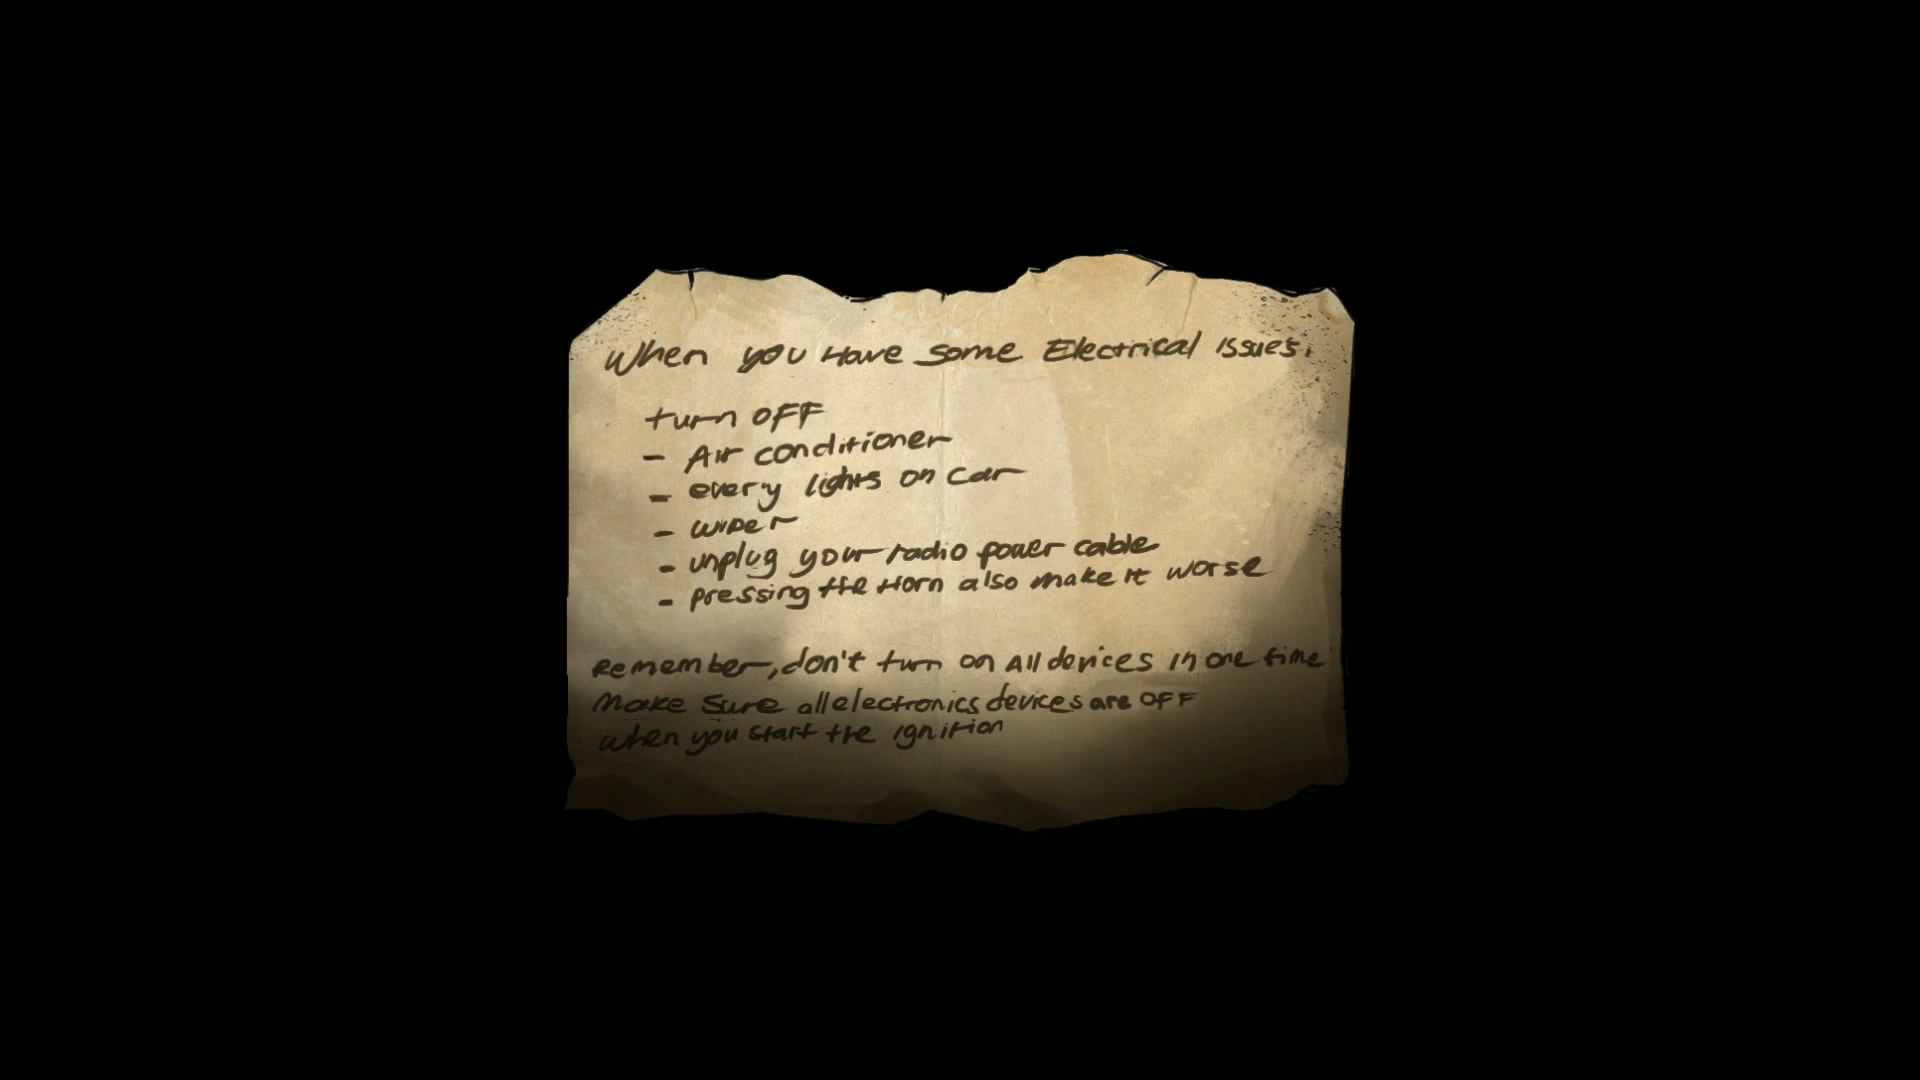 When you Have some Electrical Issues,
turn OFF
- Air conditioner
- every lights on car
- wiper
- unplug your radio power cable
- pressing the Horn also make it worse
Remember, don't turn on All devices in one time
Make Sure all electronics devices are OFF
when you start the ignition